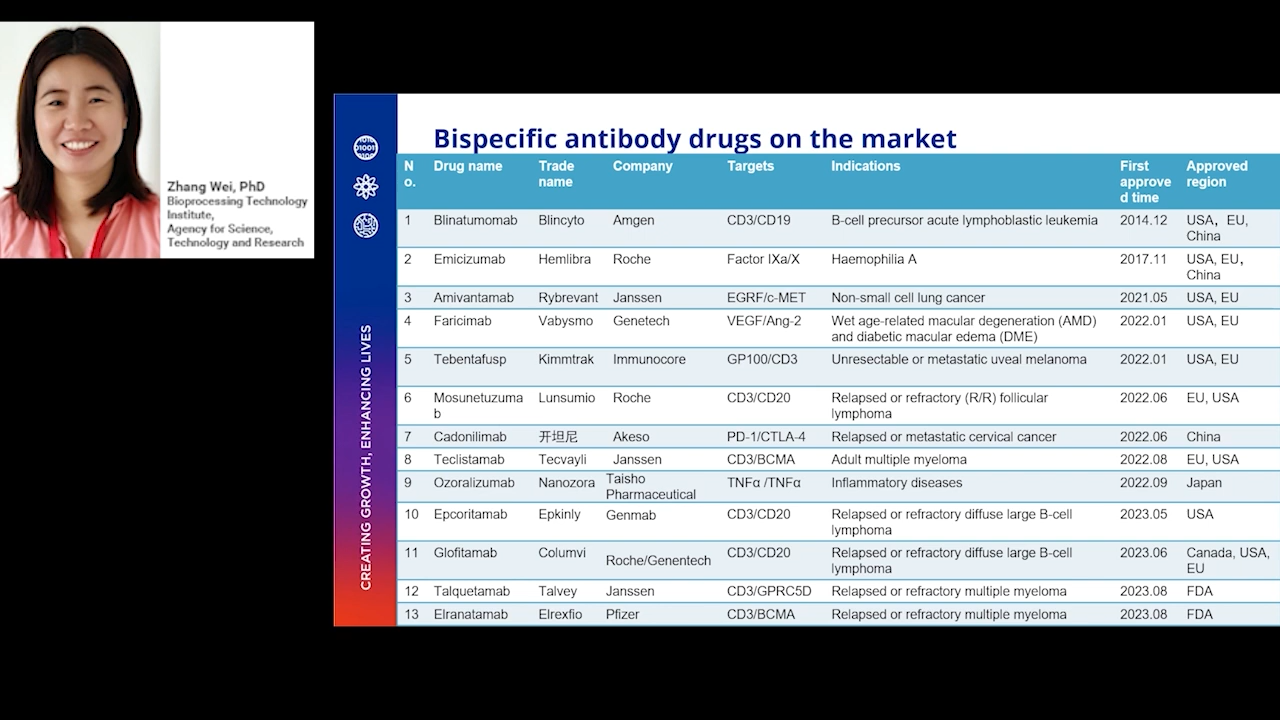 Zhang Wei, PhD
Bioprocessing Technology
Institute,
Agency for Science,
Technology and Research
CREATING GROWTH, ENHANCING LIVES
Bispecific antibody drugs on the market
N
o. Drug name Trade
name Company Targets Indications First
approve
d time Approved
region
1 Blinatumomab Blincyto Amgen CD3/CD19 B-cell precursor acute lymphoblastic leukemia 2014.12 USA, EU,
China
2 Emicizumab Hemlibra Roche Factor IXa/X Haemophilia A 2017.11 USA, EU,
China
3 Amivantamab Rybrevant Janssen EGRF/c-MET Non-small cell lung cancer 2021.05 USA, EU
4 Faricimab Vabysmo Genetech VEGF/Ang-2 Wet age-related macular degeneration (AMD)
and diabetic macular edema (DME) 2022.01 USA, EU
5 Tebentafusp Kimmtrak Immunocore GP100/CD3 Unresectable or metastatic uveal melanoma 2022.01 USA, EU
6 Mosunetuzuma
b Lunsumio Roche CD3/CD20 Relapsed or refractory (R/R) follicular
lymphoma 2022.06 EU, USA
7 Cadonilimab 开坦尼 Akeso PD-1/CTLA-4 Relapsed or metastatic cervical cancer 2022.06 China
8 Teclistamab Tecvayli Janssen CD3/BCMA Adult multiple myeloma 2022.08 EU, USA
9 Ozoralizumab Nanozora Taisho
Pharmaceutical TNFα /TNFα Inflammatory diseases 2022.09 Japan
10 Epcoritamab Epkinly Genmab CD3/CD20 Relapsed or refractory diffuse large B-cell
lymphoma 2023.05 USA
11 Glofitamab Columvi Roche/Genentech CD3/CD20 Relapsed or refractory diffuse large B-cell
lymphoma 2023.06 Canada, USA,
EU
12 Talquetamab Talvey Janssen CD3/GPRC5D Relapsed or refractory multiple myeloma 2023.08 FDA
13 Elranatamab Elrexfio Pfizer CD3/BCMA Relapsed or refractory multiple myeloma 2023.08 FDA